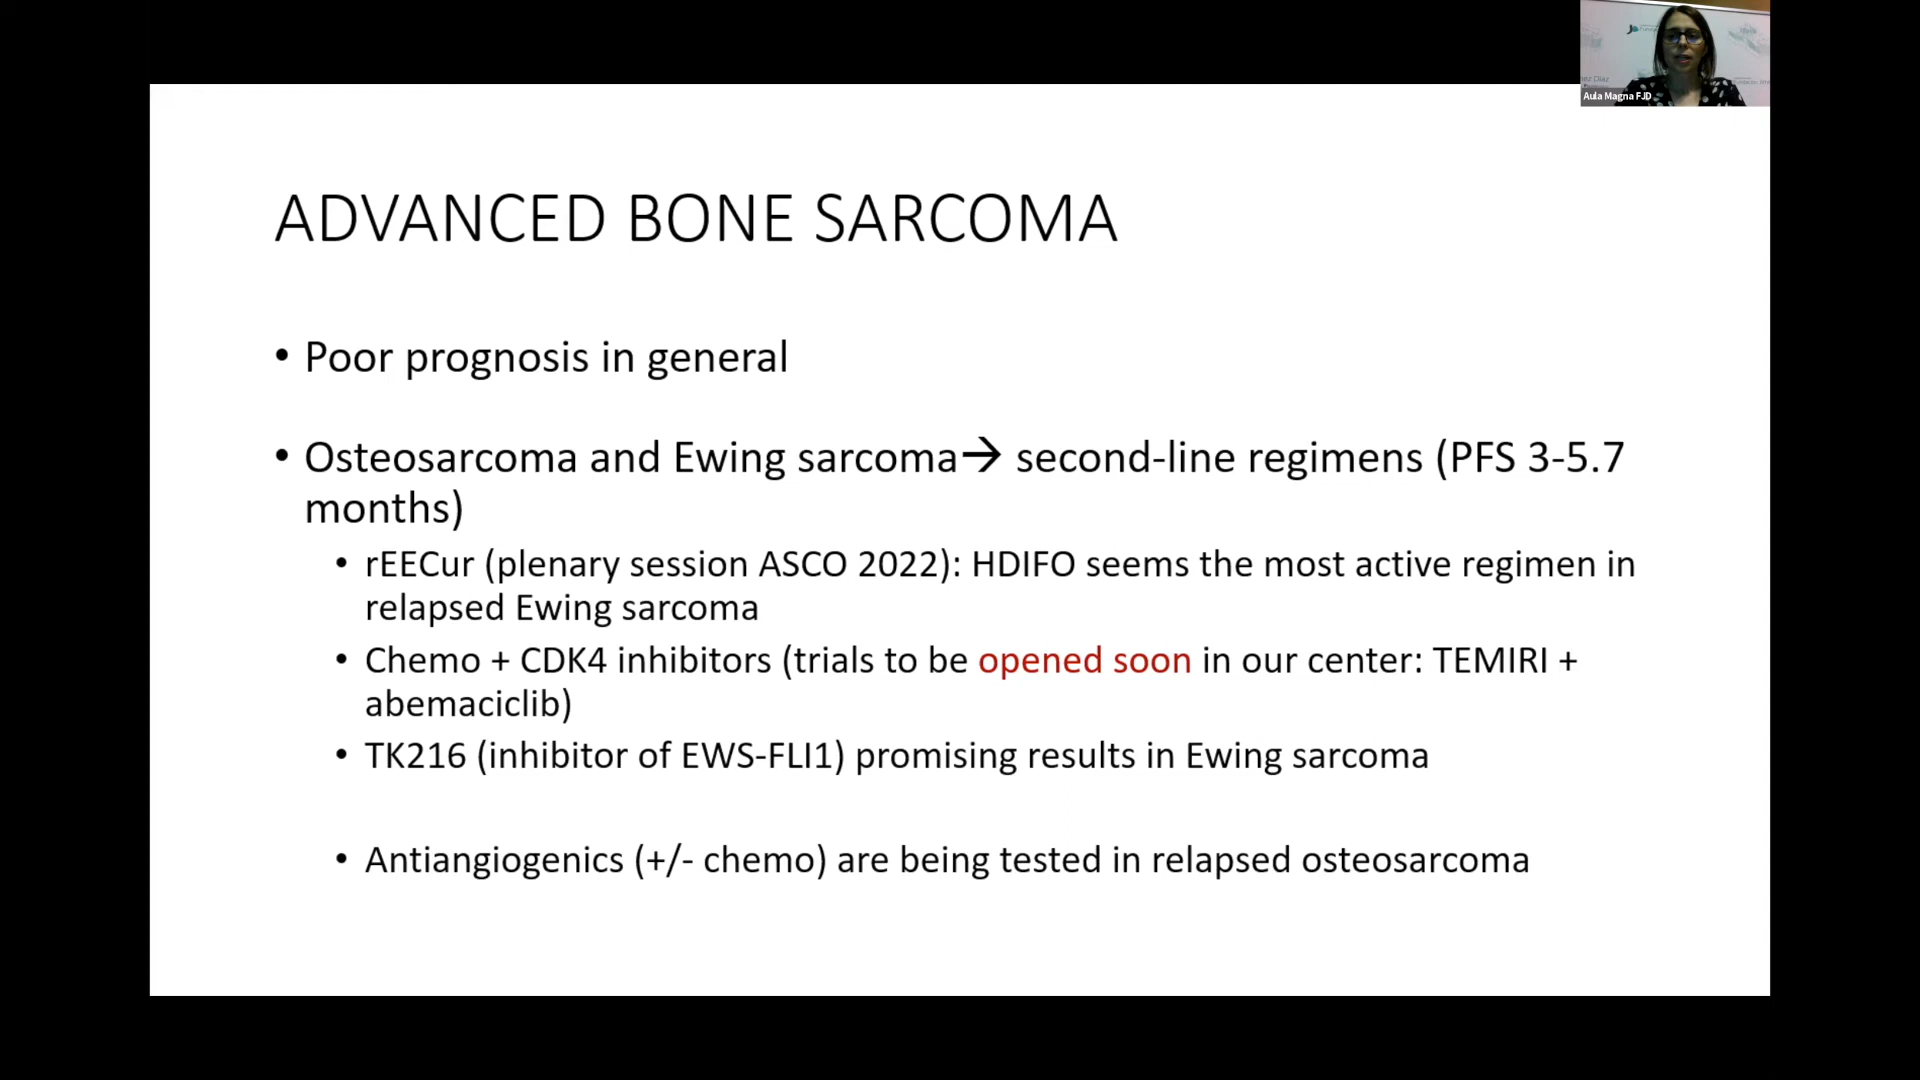 Aula Magna FJD
ADVANCED BONE SARCOMA
• Poor prognosis in general
• Osteosarcoma and Ewing sarcoma→ second-line regimens (PFS 3-5.7
months)
• rEECur (plenary session ASCO 2022): HDIFO seems the most active regimen in
relapsed Ewing sarcoma
• Chemo + CDK4 inhibitors (trials to be opened soon in our center: TEMIRI +
abemaciclib)
• TK216 (inhibitor of EWS-FLI1) promising results in Ewing sarcoma
• Antiangiogenics (+/- chemo) are being tested in relapsed osteosarcoma